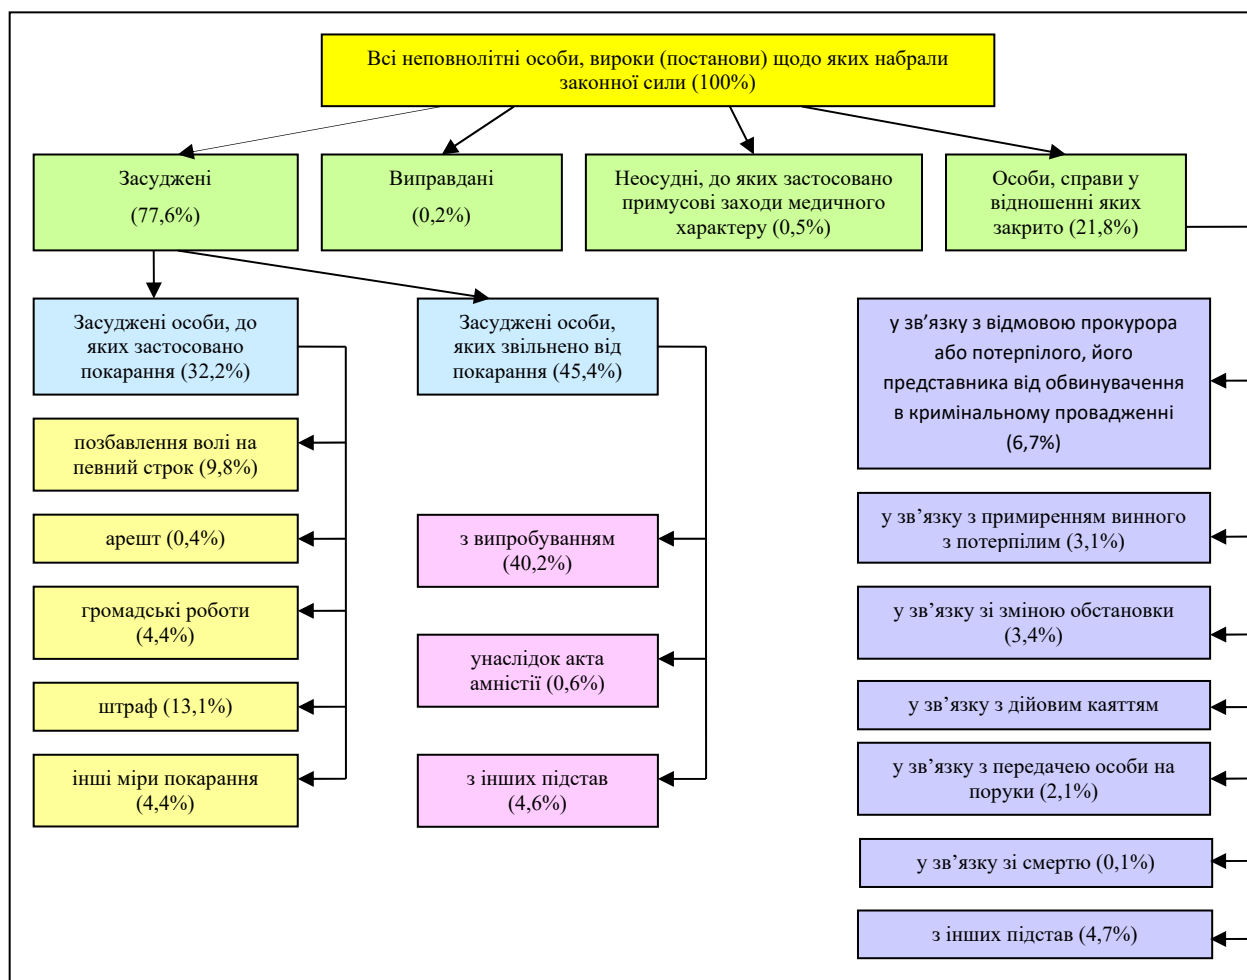 Всі неповнолітні особи, вироки (постанови) щодо яких набрали
законної сили (100%)
Засуджені
(77,6%)
Виправдані
(0,2%)
Неосудні, до яких застосовано
примусові заходи медичного
характеру (0,5%)
Особи, справи у
відношенні яких
закрито (21,8%)
Засуджені особи, до
яких застосовано
покарання (32,2%)
позбавлення волі на
певний строк (9,8%)
арешт (0,4%)
громадські роботи
(4,4%)
штраф (13,1%)
інші міри покарання
(4,4%)
Засуджені особи,
яких звільнено від
покарання (45,4%)
з випробуванням
(40,2%)
унаслідок акта
амністії (0,6%)
з інших підстав
(4,6%)
у зв’язку з відмовою прокурора
або потерпілого, його
представника від обвинувачення
в кримінальному провадженні
(6,7%)
у зв’язку з примиренням винного
з потерпілим (3,1%)
у зв’язку зі зміною обстановки
(3,4%)
у зв’язку з дійовим каяттям
у зв’язку з передачею особи на
поруки (2,1%)
у зв’язку зі смертю (0,1%)
з інших підстав (4,7%)